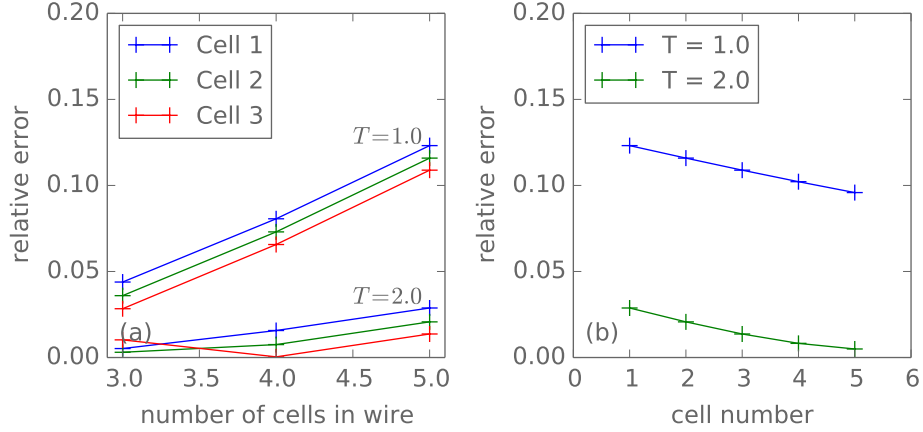 0.20
0.15
0.10
0.05
0.00
relative error
Cell 1
Cell 2
Cell 3
T=1.0
T=2.0
(a)
3.0 3.5 4.0 4.5 5.0
number of cells in wire
0.20
0.15
0.10
0.05
0.00
relative error
T = 1.0
T = 2.0
(b)
0 1 2 3 4 5 6
cell number